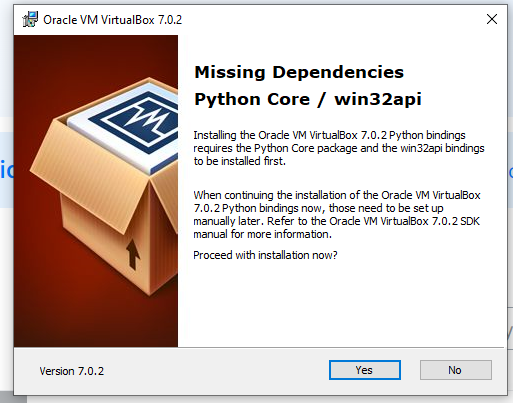 Oracle VM VirtualBox 7.0.2
Missing Dependencies
Python Core / win32api
Installing the Oracle VM VirtualBox 7.0.2 Python bindings
requires the Python Core package and the win32api bindings
to be installed first.
When continuing the installation of the Oracle VM VirtualBox
7.0.2 Python bindings now, those need to be set up
manually later. Refer to the Oracle VM VirtualBox 7.0.2 SDK
manual for more information.
Proceed with installation now?
Version 7.0.2
Yes
No